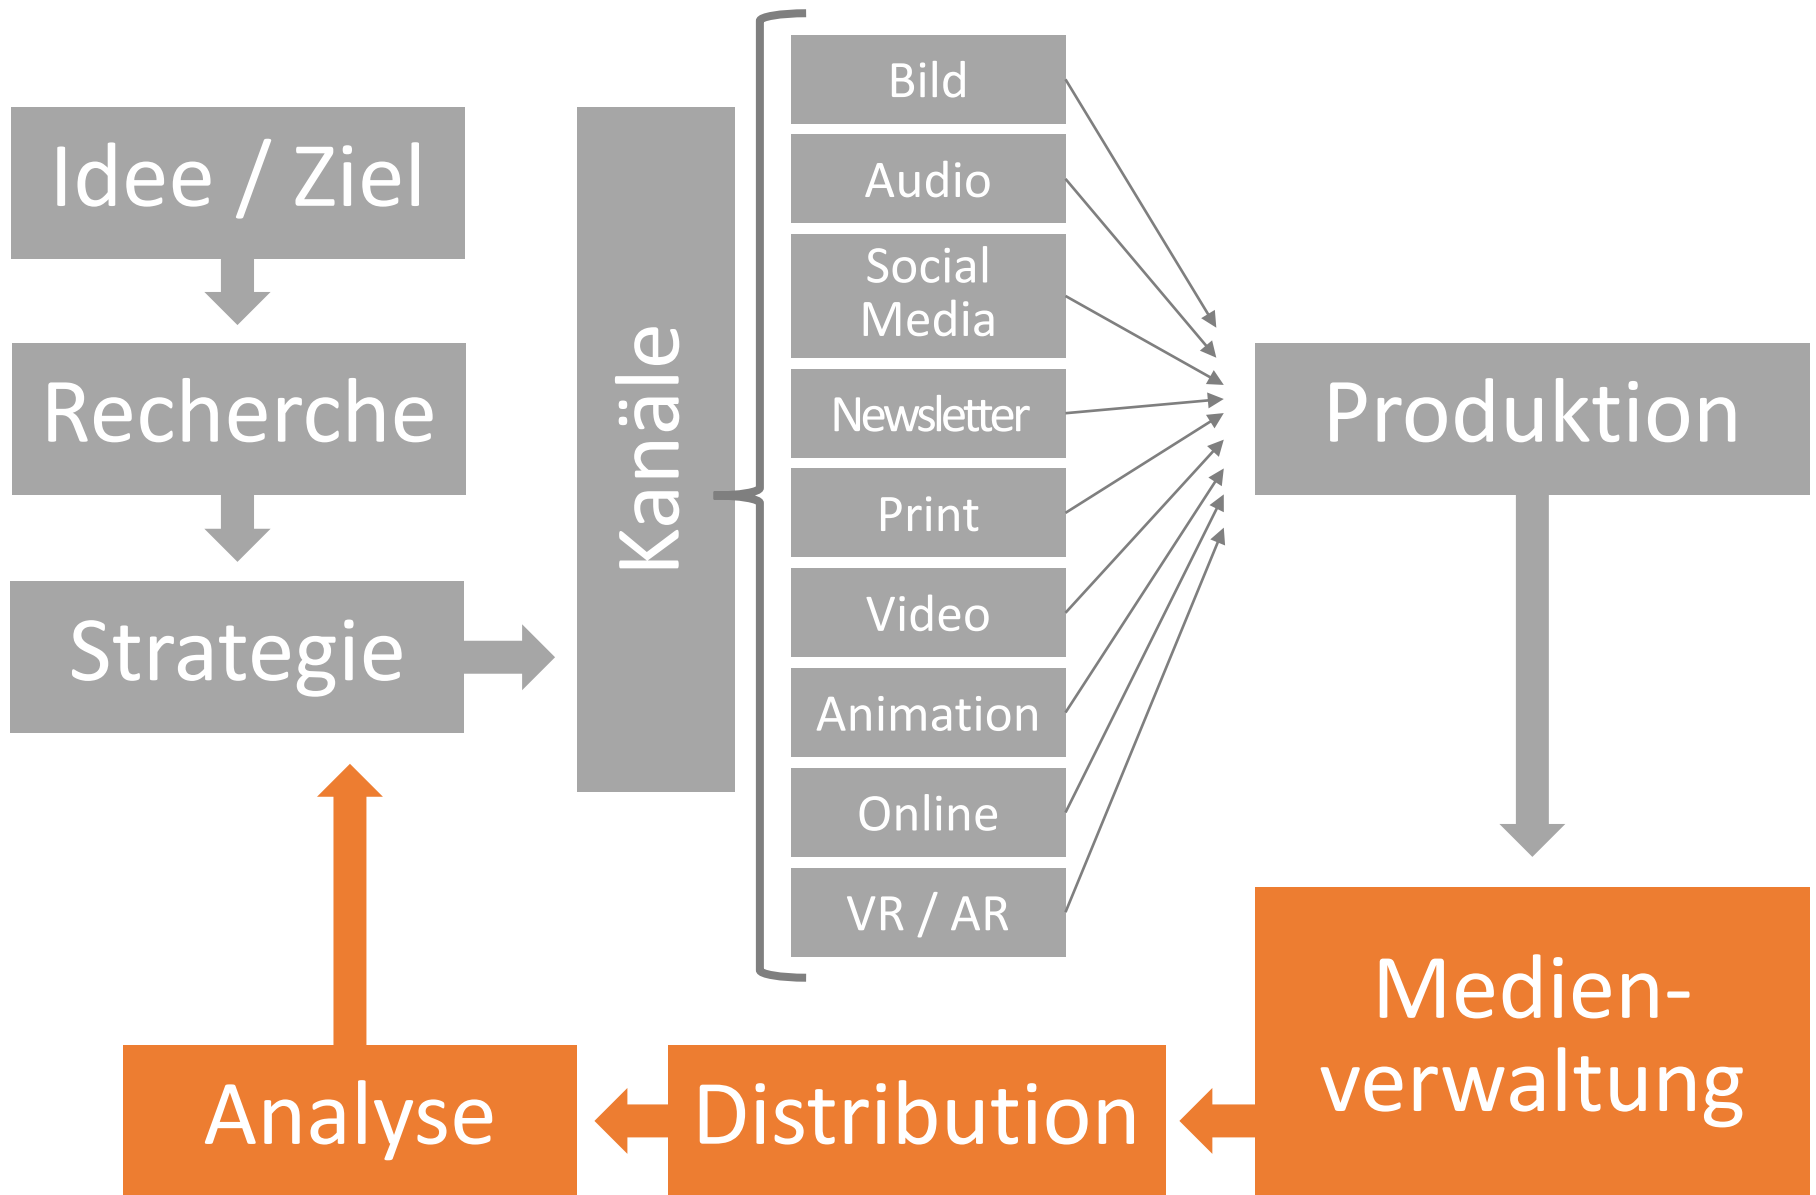 Idee / Ziel
Recherche
Strategie
Kanäle
Bild
Audio
Social
Media
Newsletter
Print
Video
Animation
Online
VR / AR
Produktion
Medien-
verwaltung
Distribution
Analyse